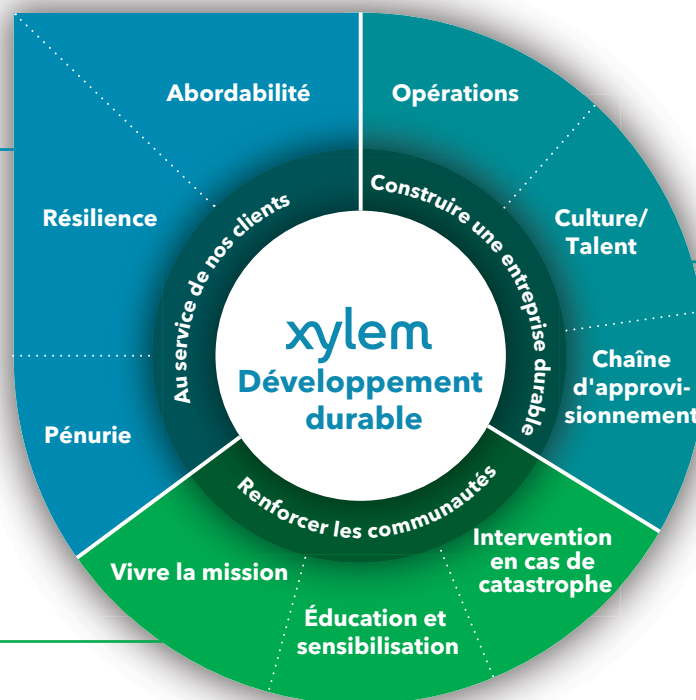 Abordabilité
Opérations
Résilience
Culture/
Talent
Au service de nos clients
Construire une entreprise durable
xylem
Développement
durable
Chaîne
d'approvi-
sionnement
Pénurie
Renforcer les communautés
Vivre la mission
Éducation et
sensibilisation
Intervention
en cas de
catastrophe